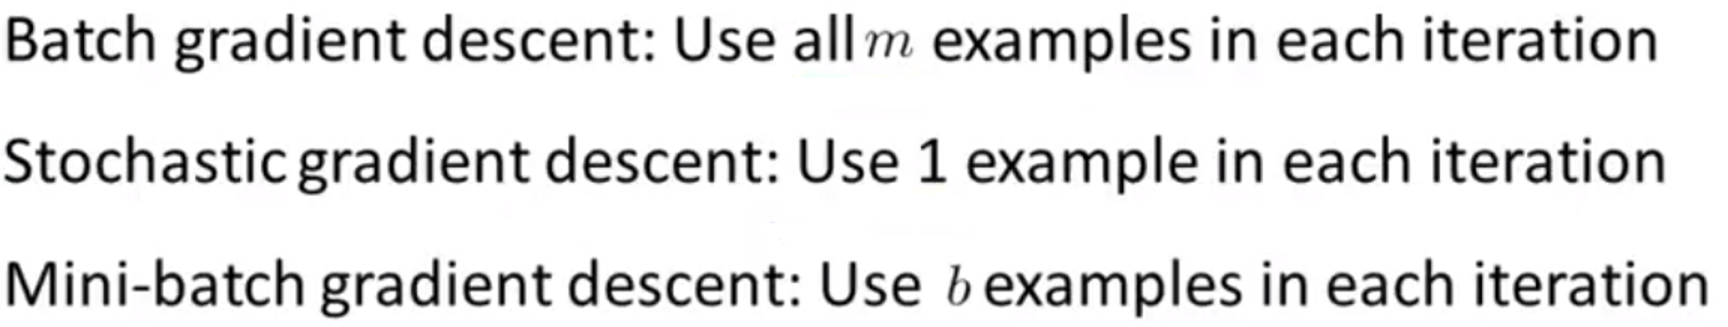 Batch gradient descent: Use all m examples in each iteration
Stochastic gradient descent: Use 1 example in each iteration
Mini-batch gradient descent: Use b examples in each iteration